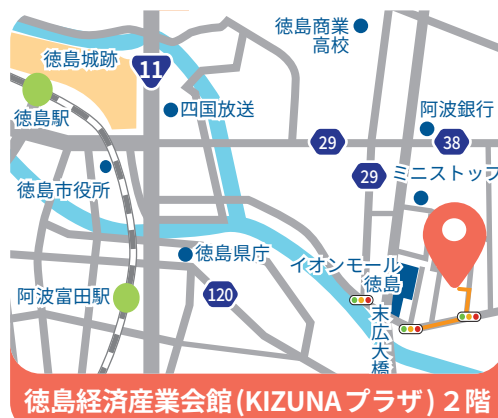 徳島商業
高校
徳島城跡
11
四国放送
阿波銀行
徳島駅
29
38
29
ミニストップ
徳島市役所
徳島県庁
イオンモール
徳島
阿波富田駅
120
末広大橋
徳島経済産業会館(KIZUNAプラザ)２階